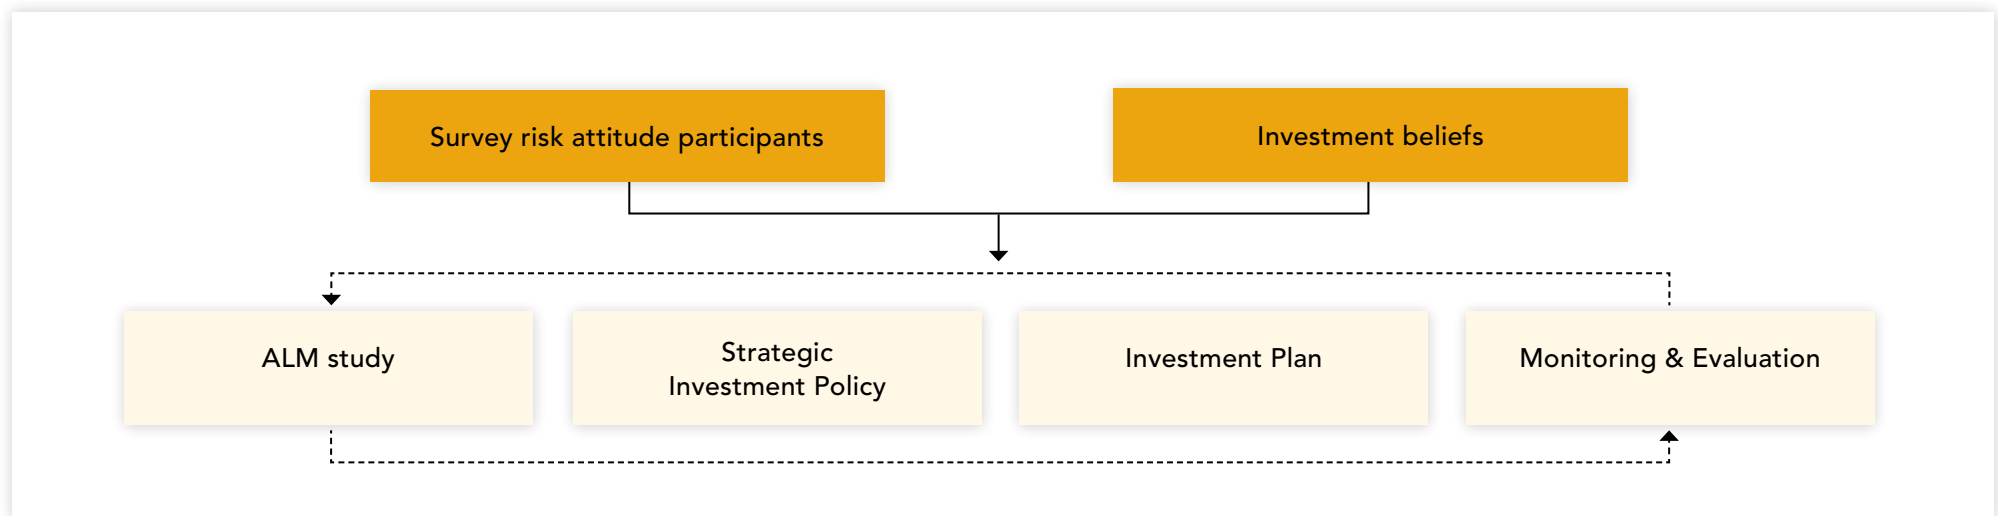 Survey risk attitude participants
Investment beliefs
ALM study
Strategic
Investment Policy
Investment Plan
Monitoring & Evaluation